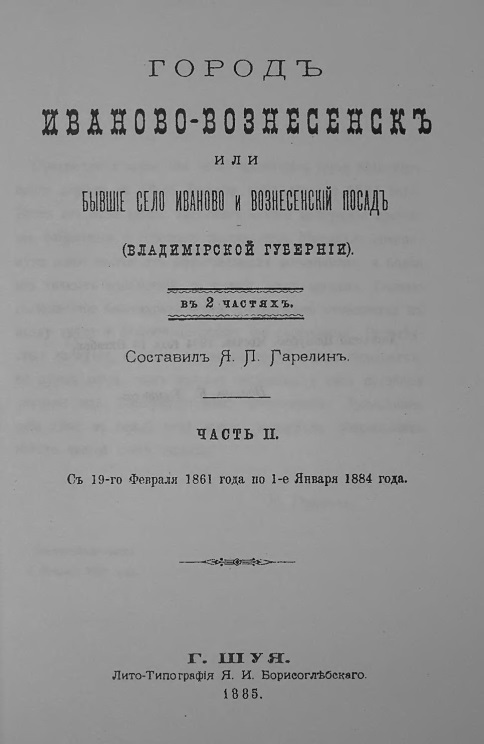 ГОРОДЪ
ИВАНОВО-ВОЗНЕСЕНСКЪ
ИЛИ
БЫВШІЕ СЕЛО ИВАНОВО И ВОЗНЕСЕНСКІЙ ПОСАДЪ
(ВЛАДИМІРСКОЙ ГУБЕРНІИ).
ВЪ 2 ЧАСТЯХЪ.
Составилъ Я. П. Гарелинъ.
ЧАСТЬ II.
Съ 19-го Февраля 1861 года по 1-е Января 1884 года.
Г. ШУЯ.
Лито-Типографія Я. И. Борисоглѣбскаго.
1885.